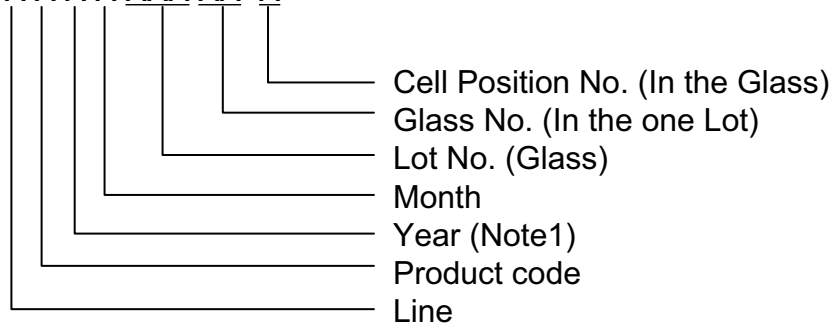 Cell Position No. (In the Glass)
Glass No. (In the one Lot)
Lot No. (Glass)
Month
Year (Note1)
Product code
Line